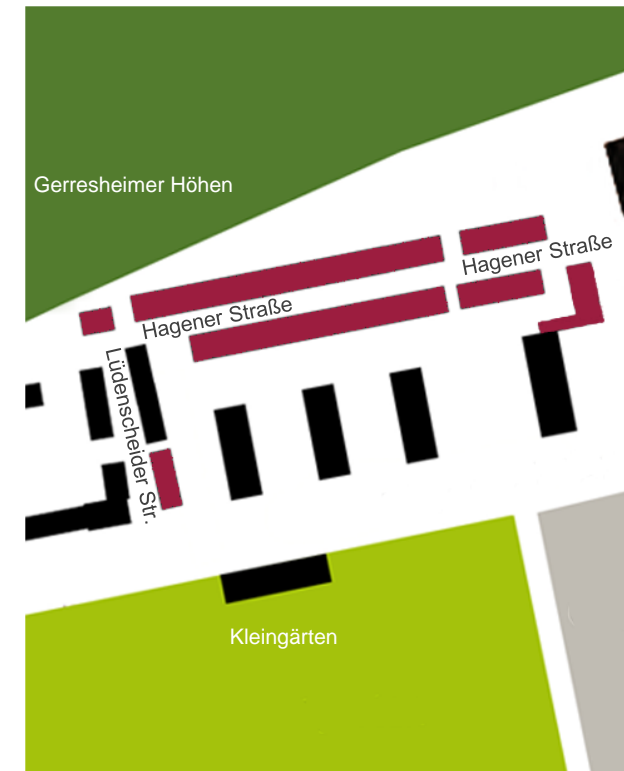 Gerresheimer Höhen
Hagener Straße
Hagener Straße
Lüdenscheider Str.
Kleingärten